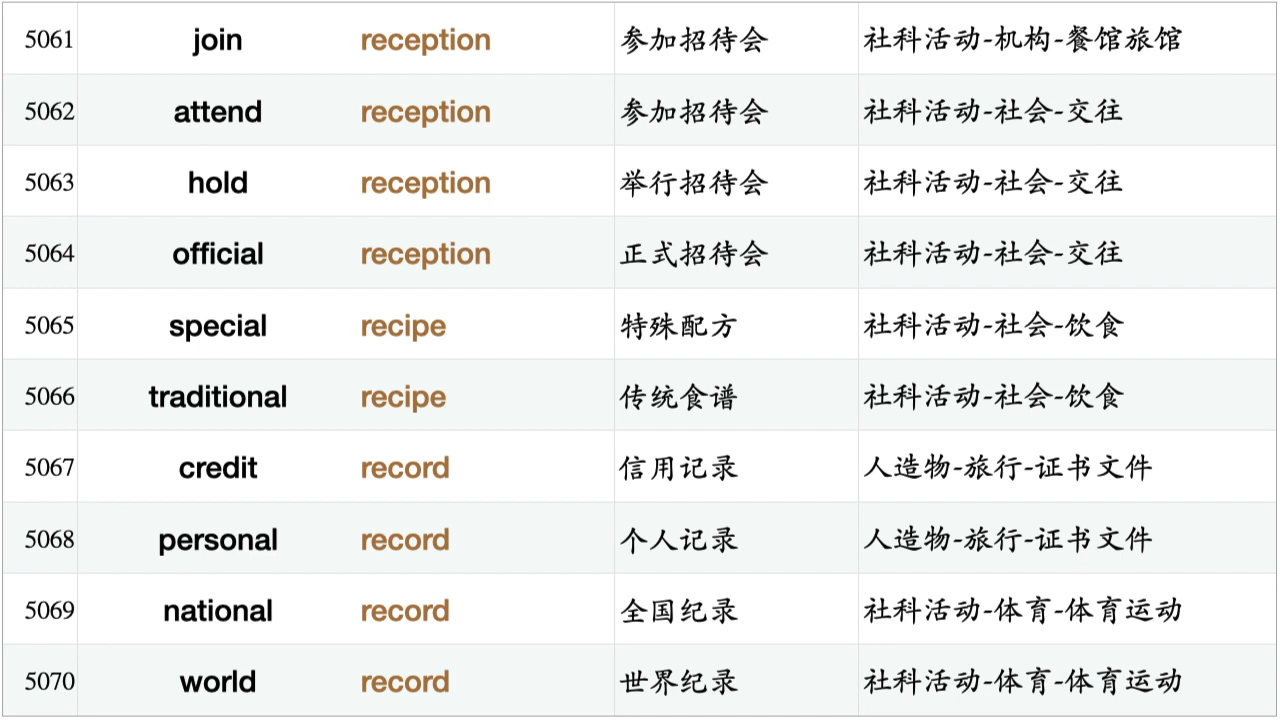 5061 join reception 参加招待会 社科活动-机构-餐馆旅馆
5062 attend reception 参加招待会 社科活动-社会-交往
5063 hold reception 举行招待会 社科活动-社会-交往
5064 official reception 正式招待会 社科活动-社会-交往
5065 special recipe 特殊配方 社科活动-社会-饮食
5066 traditional recipe 传统食谱 社科活动-社会-饮食
5067 credit record 信用记录 人造物-旅行-证书文件
5068 personal record 个人记录 人造物-旅行-证书文件
5069 national record 全国纪录 社科活动-体育-体育运动
5070 world record 世界纪录 社科活动-体育-体育运动